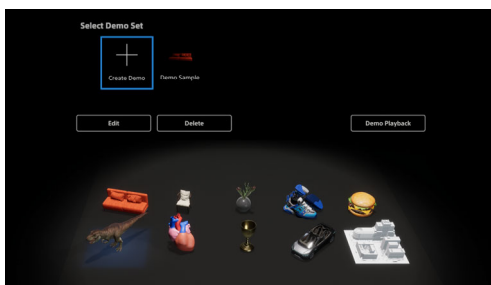 Select Demo Set
Create Demo
Demo Sample
Edit
Delete
Demo Playback